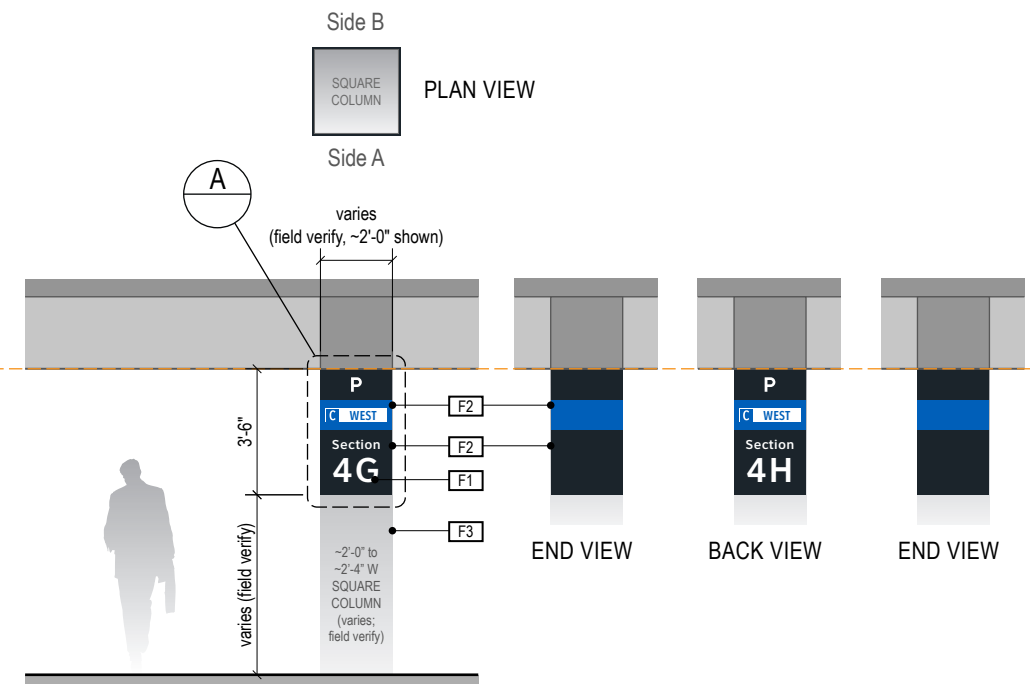 Side B
SQUARE
COLUMN
PLAN VIEW
Side A
A
varies
(field verify, ~2'-0" shown)
P
C WEST
Section
4G
3'-6"
varies (field verify)
F2
F2
F1
F3
~2'-0” to
~2'-4” W
SQUARE
COLUMN
(varies;
field verify)
END VIEW
P
C WEST
Section
4H
BACK VIEW
END VIEW